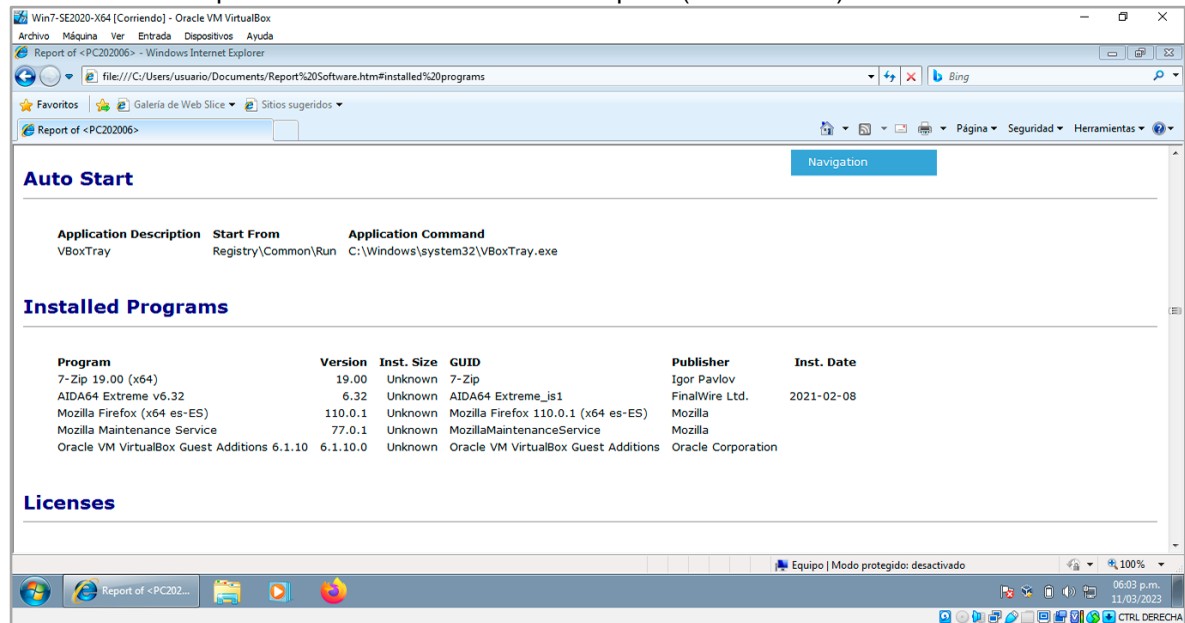 Win7-SE2020-X64 [Corriendo] - Oracle VM VirtualBox
Archivo Máquina Ver Entrada Dispositivos Ayuda
Report of <PC202006> - Windows Internet Explorer
file:///C:/Users/usuario/Documents/Report%20Software.htm#installed%20programs
Bing
Favoritos Galería de Web Slice Sitios sugeridos
Report of <PC202006>
Página Seguridad Herramientas
Navigation
Auto Start
Application Description Start From Application Command
VBoxTray Registry\Common\Run C:\Windows\system32\VBoxTray.exe
Installed Programs
Program Version Inst. Size GUID Publisher Inst. Date
7-Zip 19.00 (x64) 19.00 Unknown 7-Zip Igor Pavlov
AIDA64 Extreme v6.32 6.32 Unknown AIDA64 Extreme_is1 FinalWire Ltd. 2021-02-08
Mozilla Firefox (x64 es-ES) 110.0.1 Unknown Mozilla Firefox 110.0.1 (x64 es-ES) Mozilla
Mozilla Maintenance Service 77.0.1 Unknown MozillaMaintenanceService Mozilla
Oracle VM VirtualBox Guest Additions 6.1.10 6.1.10.0 Unknown Oracle VM VirtualBox Guest Additions Oracle Corporation
Licenses
Equipo | Modo protegido: desactivado 100%
Report of <PC202...
06:03 p.m.
11/03/2023
CTRL DERECHA